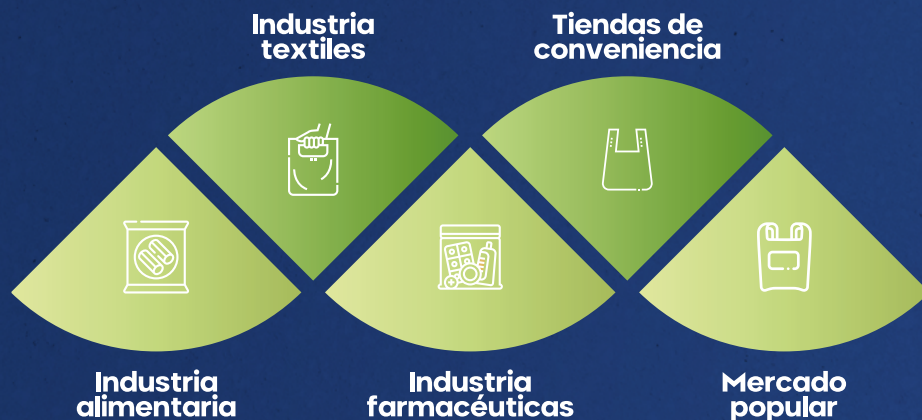 Industria
textiles
Tiendas de
conveniencia
Industria
alimentaria
Industria
farmacéuticas
Mercado
popular